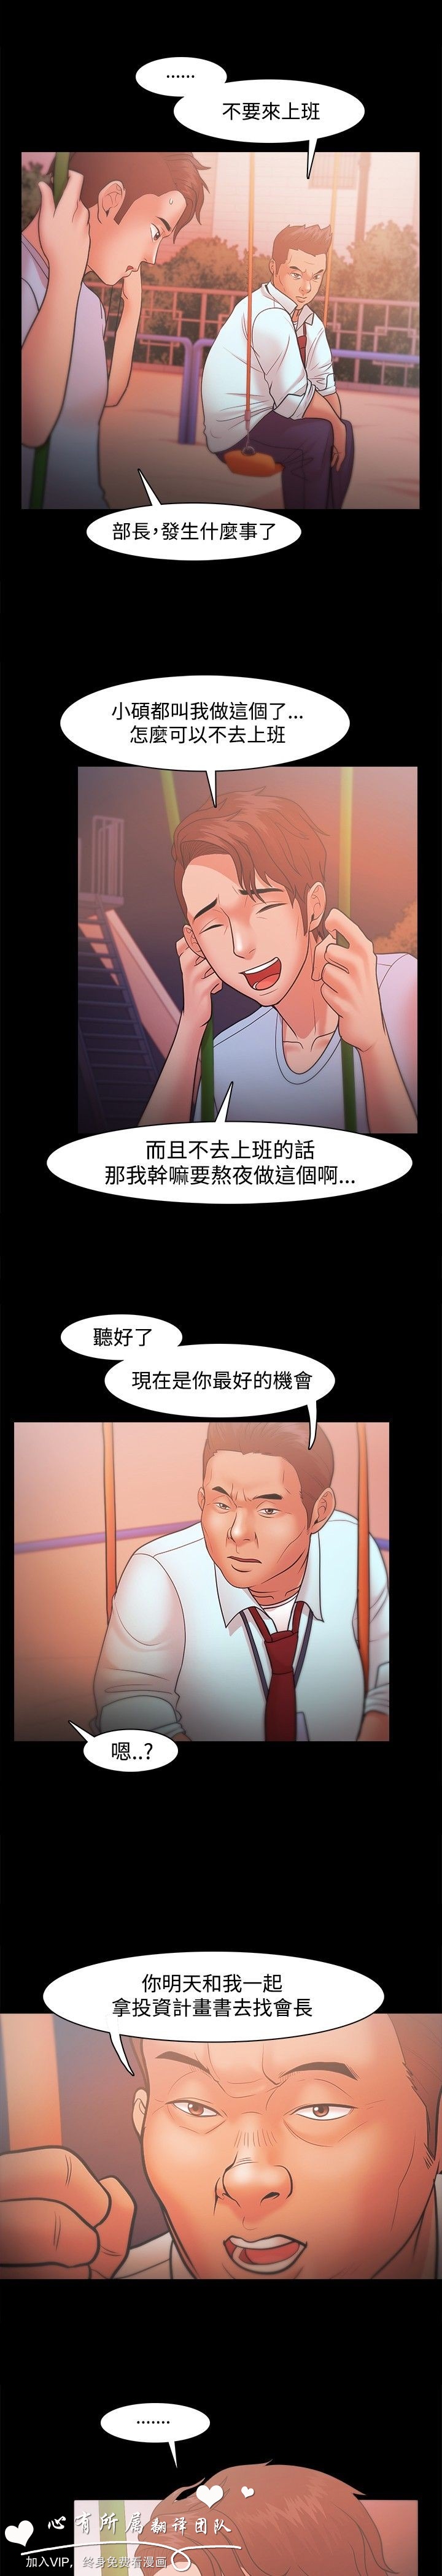 ......
不要來上班
部長,發生什麼事了
小碩都叫我做這個了...
怎麼可以不去上班
而且不去上班的話
那我幹嘛要熬夜做這個啊...
聽好了
現在是你最好的機會
嗯..?
你明天和我一起
拿投資計畫書去找會長
.......
心有所属翻译团队
加入VIP，终身免费看漫画